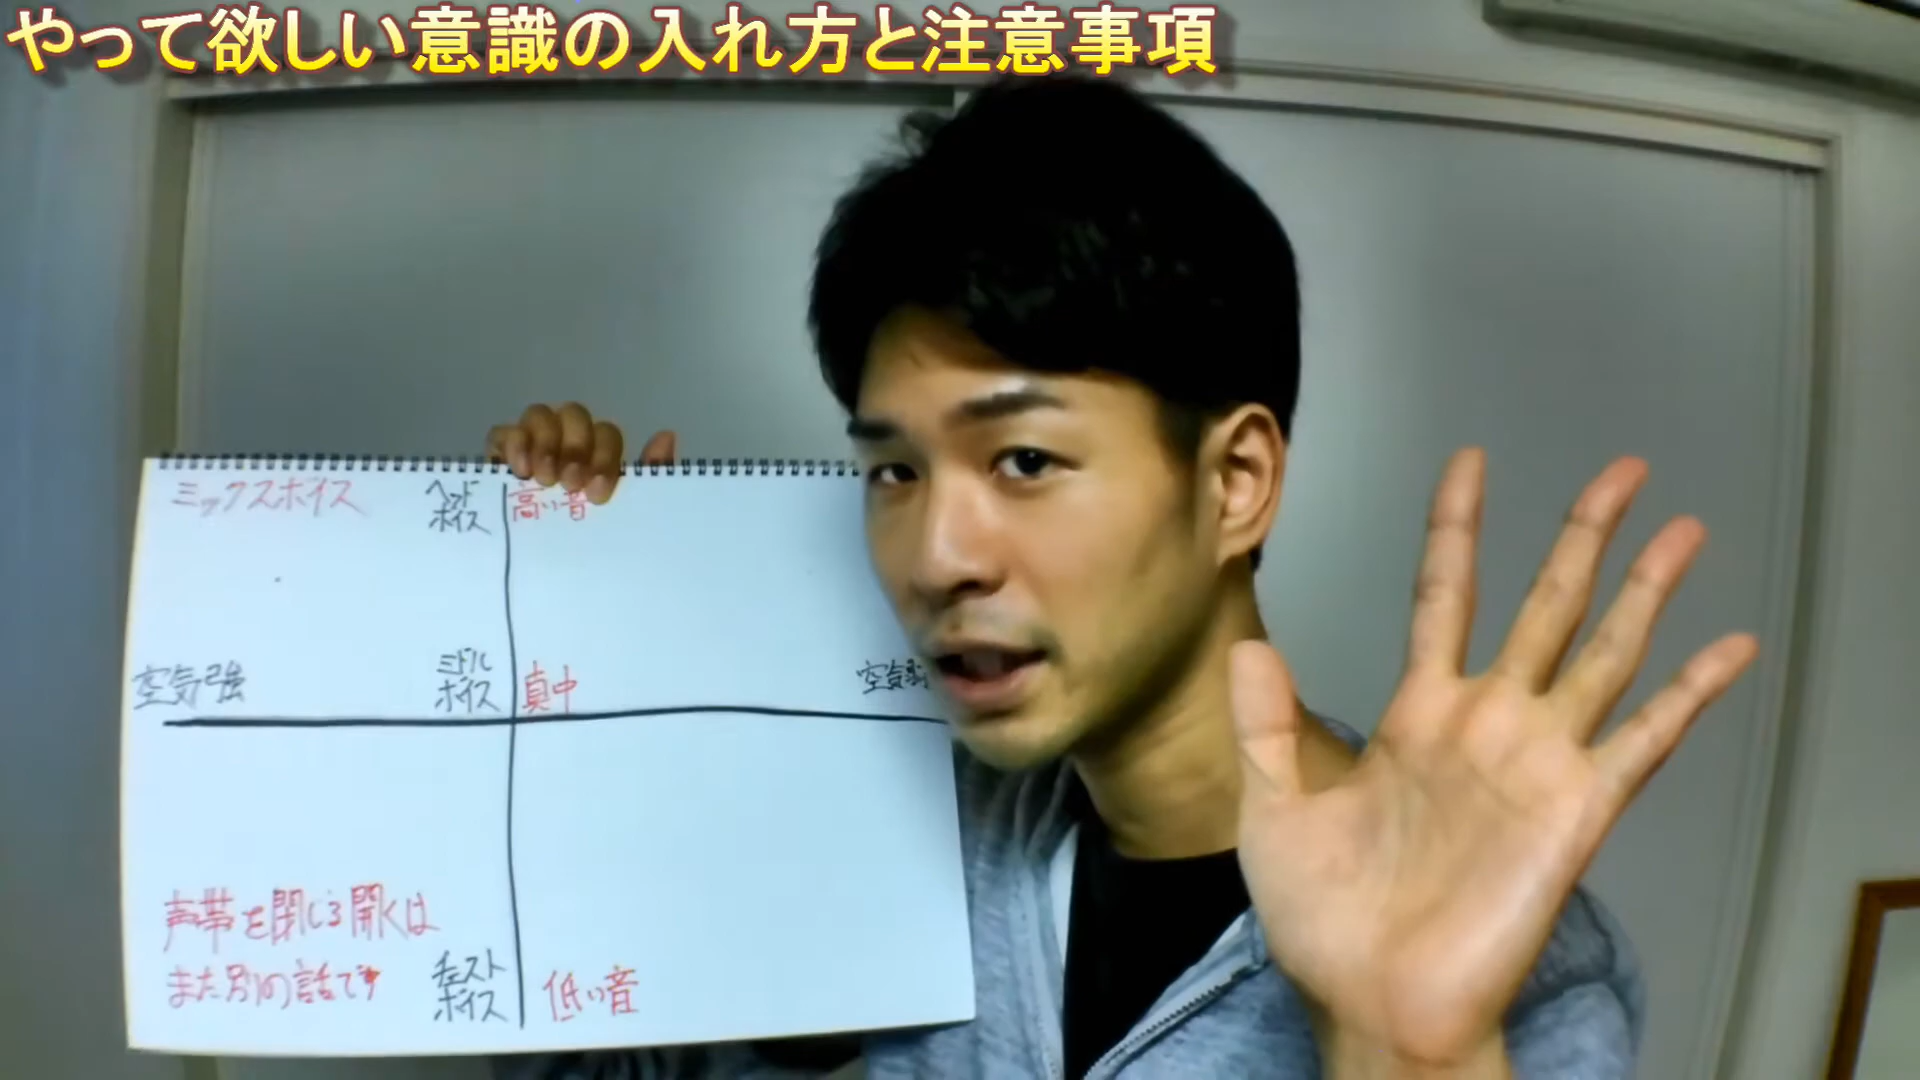 やって欲しい意識の入れ方と注意事項
ミックスボイス
ヘッド
ボイス
高い音
空気強
ミドル
ボイス
真中
空気弱
声帯を閉じる開くは
また別の話です
チェスト
ボイス
低い音